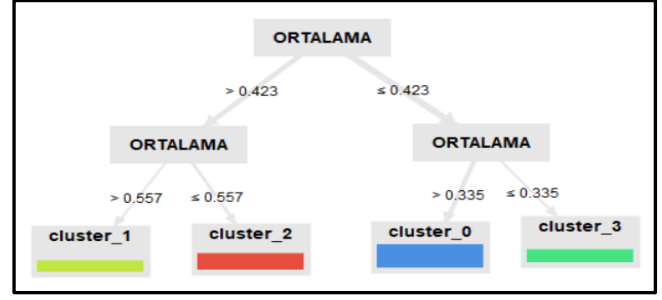 ORTALAMA
> 0.423 ≤ 0.423
ORTALAMA ORTALAMA
> 0.557 ≤ 0.557 > 0.335 ≤ 0.335
cluster_1 cluster_2 cluster_0 cluster_3